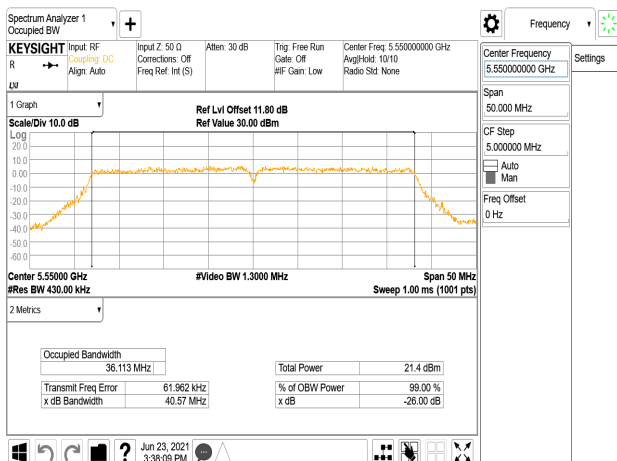 Spectrum Analyzer 1
Occupied BW
Frequency
KEYSIGHT
R
LXI
Input: RF
Coupling: DC
Align: Auto
Input Z: 50 Ω
Corrections: Off
Freq Ref: Int (S)
Atten: 30 dB
Trig: Free Run
Gate: Off
#IF Gain: Low
Center Freq: 5.550000000 GHz
Avg|Hold: 10/10
Radio Std: None
Center Frequency
5.550000000 GHz
Settings
Span
50.000 MHz
CF Step
5.000000 MHz
Auto
Man
Freq Offset
0 Hz
1 Graph
Scale/Div 10.0 dB
Ref Lvl Offset 11.80 dB
Ref Value 30.00 dBm
Log
20.0
10.0
0.00
-10.0
-20.0
-30.0
-40.0
-50.0
-60.0
Center 5.55000 GHz
#Video BW 1.3000 MHz
Span 50 MHz
#Res BW 430.00 kHz
Sweep 1.00 ms (1001 pts)
2 Metrics
Occupied Bandwidth
36.113 MHz
Total Power 21.4 dBm
Transmit Freq Error 61.962 kHz
% of OBW Power 99.00 %
x dB Bandwidth 40.57 MHz
x dB -26.00 dB
?
Jun 23, 2021
3:38:09 PM